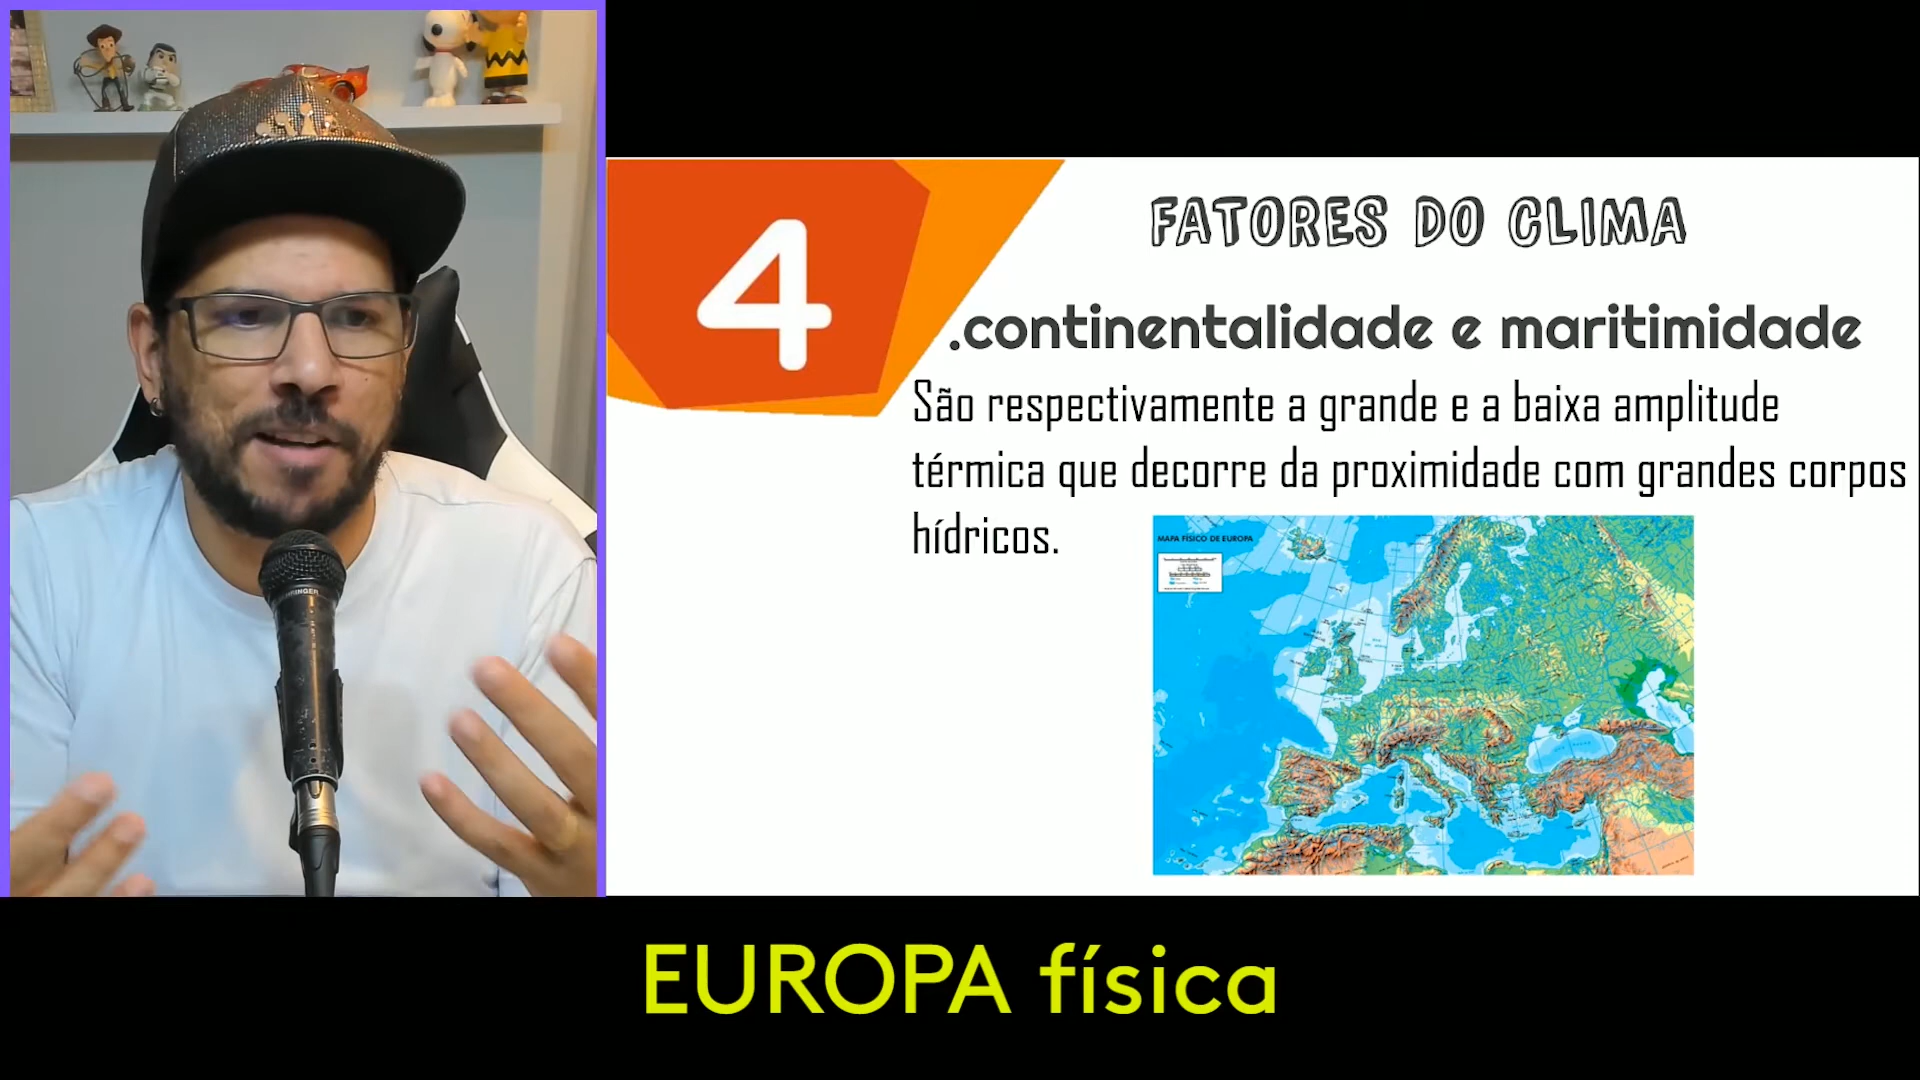 4
FATORES DO CLIMA
.continentalidade e maritimidade
São respectivamente a grande e a baixa amplitude
térmica que decorre da proximidade com grandes corpos
hídricos.
MAPA FÍSICO DE EUROPA
EUROPA física